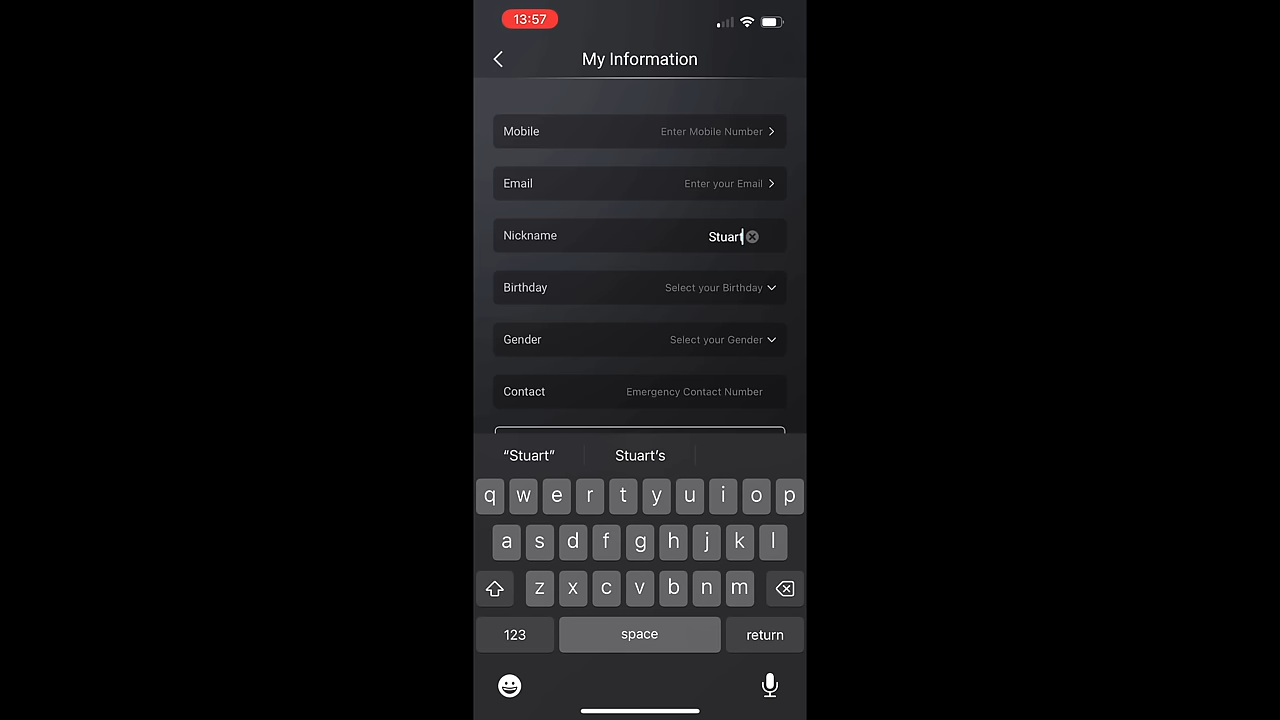 13:57
My Information
Mobile Enter Mobile Number
Email Enter your Email
Nickname Stuart
Birthday Select your Birthday
Gender Select your Gender
Contact Emergency Contact Number
“Stuart” Stuart’s
q w e r t y u i o p
a s d f g h j k l
z x c v b n m
123 space return